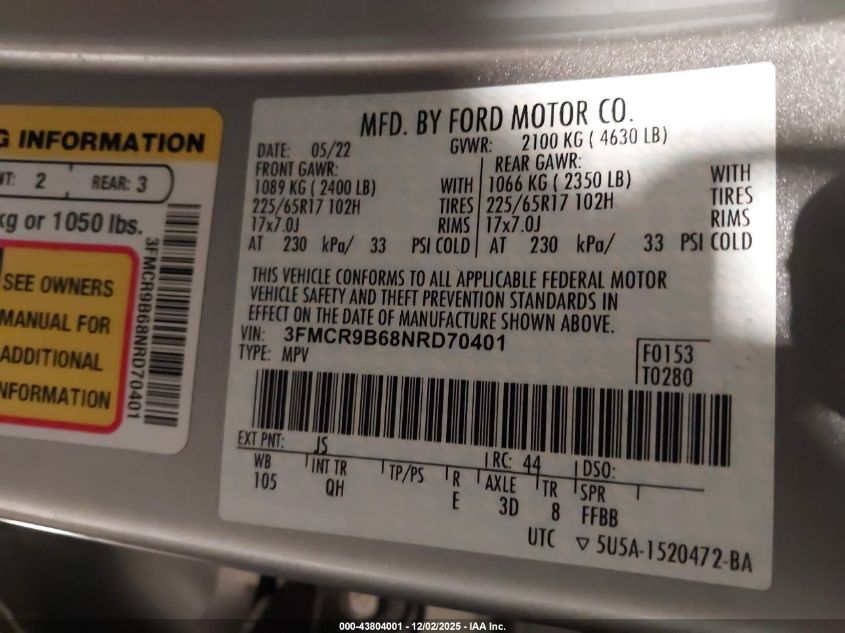 G INFORMATION
NT: 2 REAR: 3
kg or 1050 lbs.
SEE OWNERS
MANUAL FOR
ADDITIONAL
INFORMATION
3FMCR9B68NRD70401
MFD. BY FORD MOTOR CO.
DATE: 05/22 GVWR: 2100 KG ( 4630 LB)
FRONT GAWR: REAR GAWR:
1089 KG ( 2400 LB) WITH 1066 KG ( 2350 LB) WITH
225/65R17 102H TIRES 225/65R17 102H TIRES
17x7.0J RIMS 17x7.0J RIMS
AT 230 kPa/ 33 PSI COLD AT 230 kPa/ 33 PSI COLD
THIS VEHICLE CONFORMS TO ALL APPLICABLE FEDERAL MOTOR
VEHICLE SAFETY AND THEFT PREVENTION STANDARDS IN
EFFECT ON THE DATE OF MANUFACTURE SHOWN ABOVE.
VIN: 3FMCR9B68NRD70401
TYPE: MPV
F0153
T0280
EXT PNT: JS RC: 44 DSO:
WB INT TR TP/PS R AXLE TR SPR
105 QH E 3D 8 FFBB
UTC ▽ 5U5A-1520472-BA
000-43804001 - 12/02/2025 - IAA Inc.